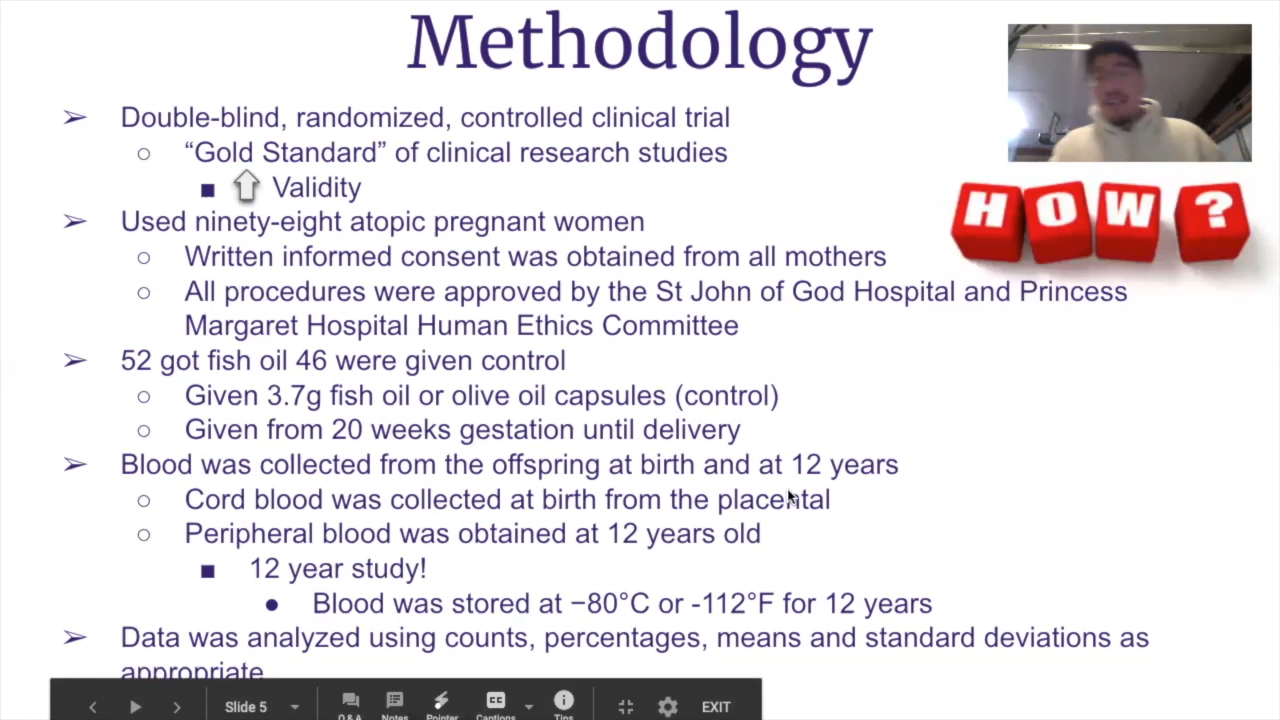 Methodology
➢ Double-blind, randomized, controlled clinical trial
○ “Gold Standard” of clinical research studies
■ Validity
➢ Used ninety-eight atopic pregnant women
○ Written informed consent was obtained from all mothers
○ All procedures were approved by the St John of God Hospital and Princess
Margaret Hospital Human Ethics Committee
➢ 52 got fish oil 46 were given control
○ Given 3.7g fish oil or olive oil capsules (control)
○ Given from 20 weeks gestation until delivery
➢ Blood was collected from the offspring at birth and at 12 years
○ Cord blood was collected at birth from the placental
○ Peripheral blood was obtained at 12 years old
■ 12 year study!
● Blood was stored at −80°C or -112°F for 12 years
➢ Data was analyzed using counts, percentages, means and standard deviations as
appropriate
HOW?
Slide 5
Q&A Notes Pointer Captions Tips EXIT